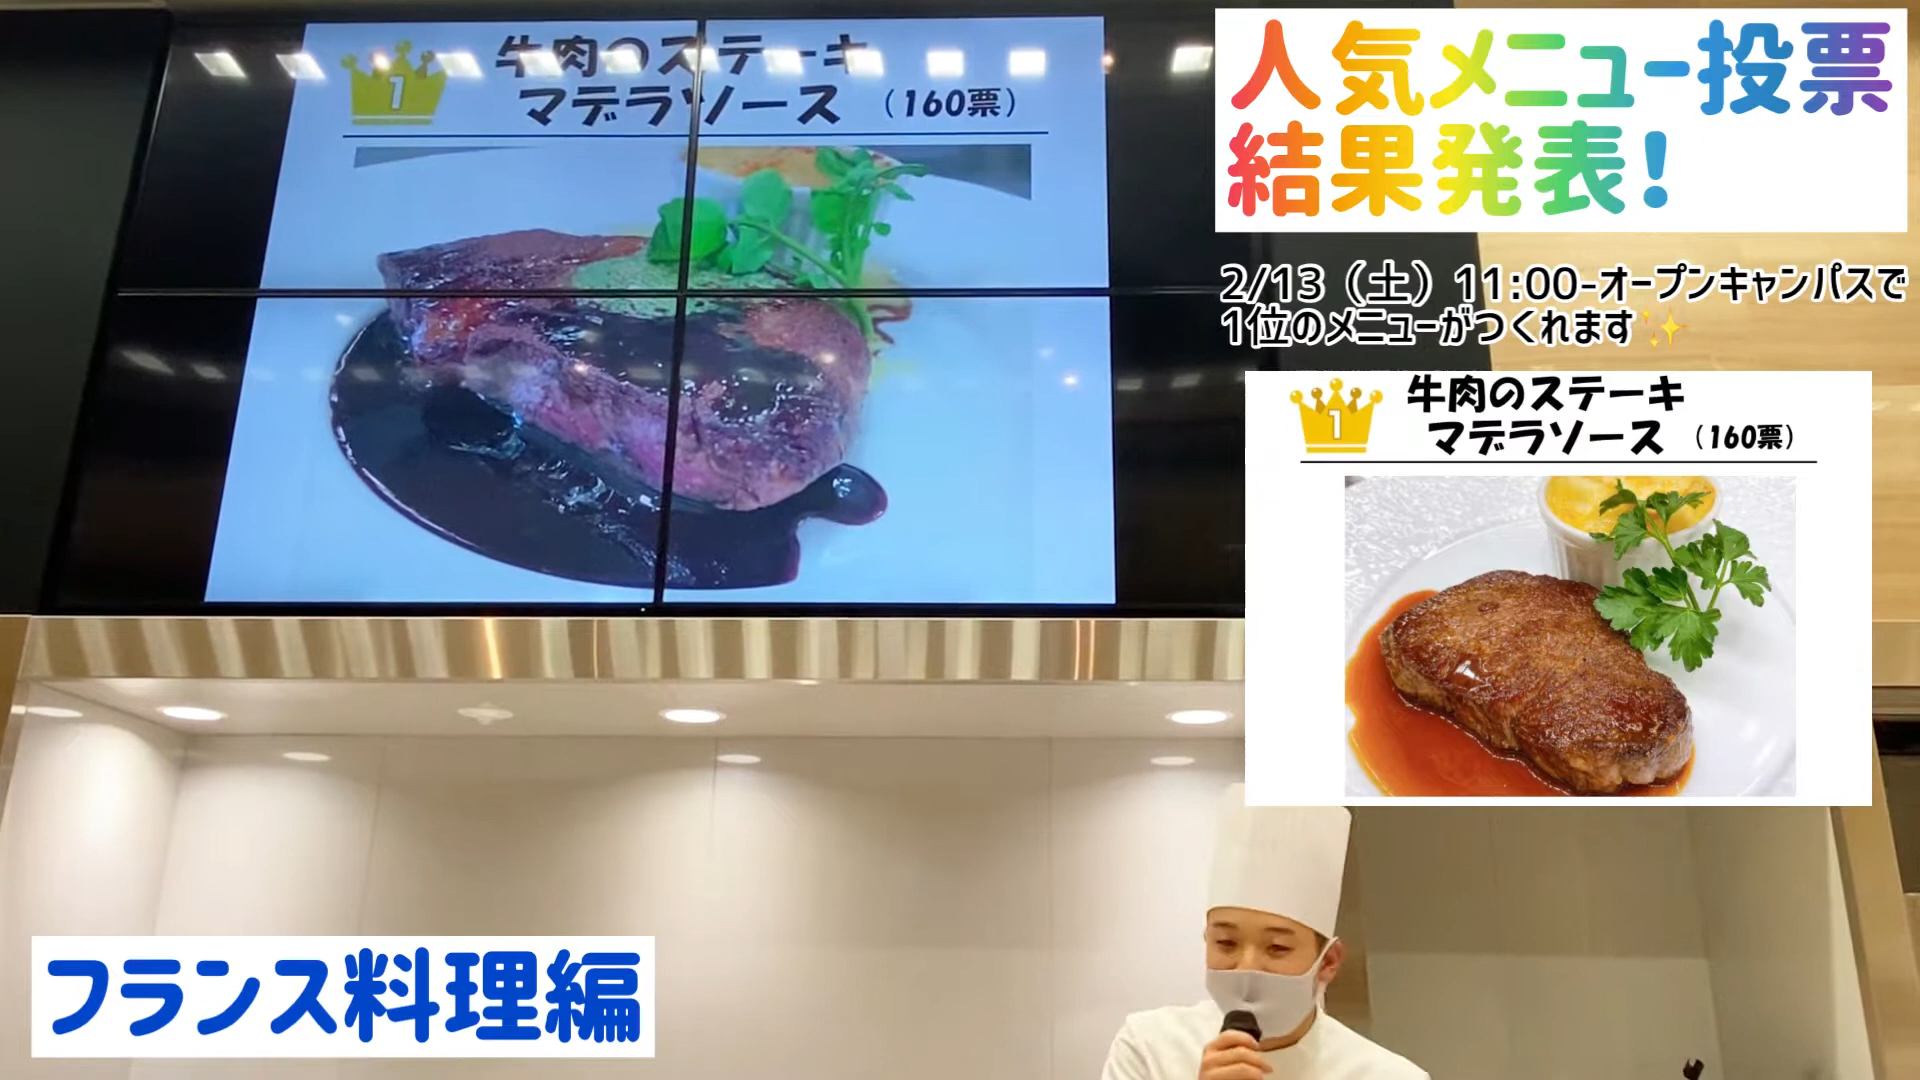 1
牛肉のステーキ
マデラソース (160票)
人気メニュー投票
結果発表!
2/13(土)11:00-オープンキャンパスで
1位のメニューがつくれます✨
1
牛肉のステーキ
マデラソース (160票)
フランス料理編